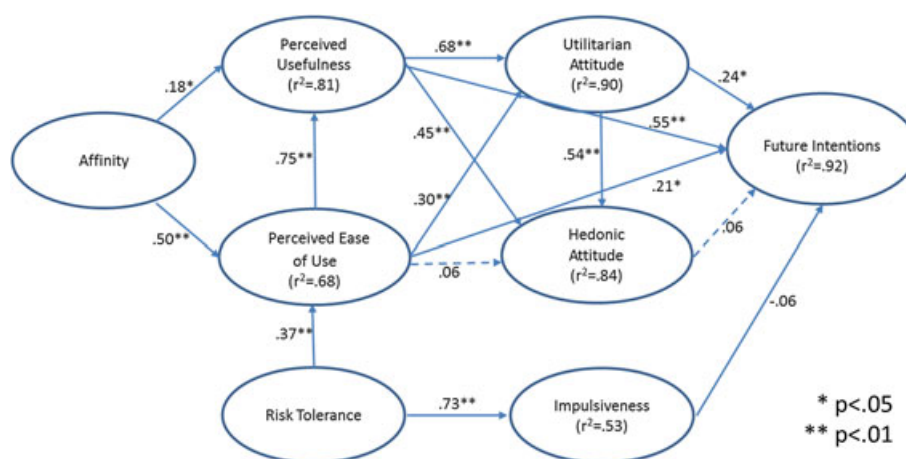 Perceived
Usefulness
(r²=.81)
.68**
Utilitarian
Attitude
(r²=.90)
.18*
.24*
.55**
.45**
Affinity
.75**
.54**
Future Intentions
(r²=.92)
.30**
.21*
.50**
Perceived Ease
of Use
(r²=.68)
.06
Hedonic
Attitude
(r²=.84)
.06
.37**
-.06
Risk Tolerance
.73**
Impulsiveness
(r²=.53)
* p<.05
** p<.01